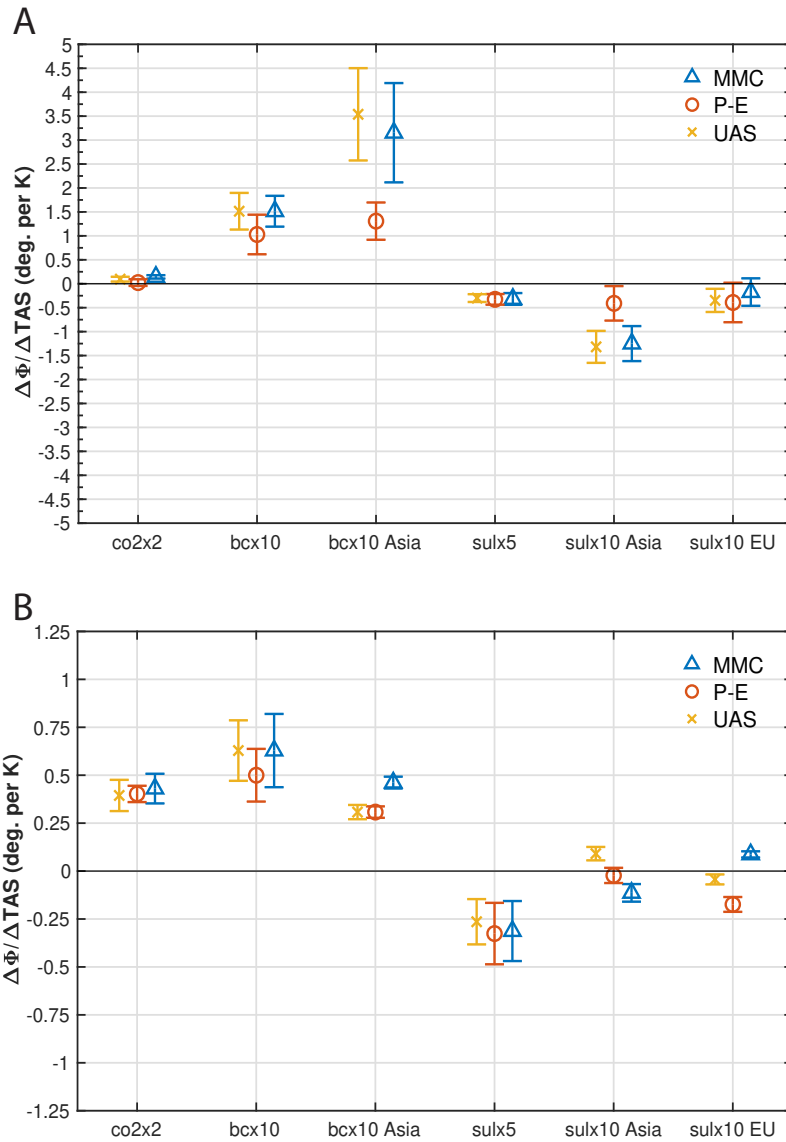 A
5
4.5
4
3.5
3
2.5
2
1.5
1
0.5
0
-0.5
-1
-1.5
-2
-2.5
-3
-3.5
-4
-4.5
-5
ΔΦ/ΔTAS (deg. per K)
MMC
P-E
UAS
co2x2 bcx10 bcx10 Asia sulx5 sulx10 Asia sulx10 EU
B
1.25
1
0.75
0.5
0.25
0
-0.25
-0.5
-0.75
-1
-1.25
ΔΦ/ΔTAS (deg. per K)
MMC
P-E
UAS
co2x2 bcx10 bcx10 Asia sulx5 sulx10 Asia sulx10 EU